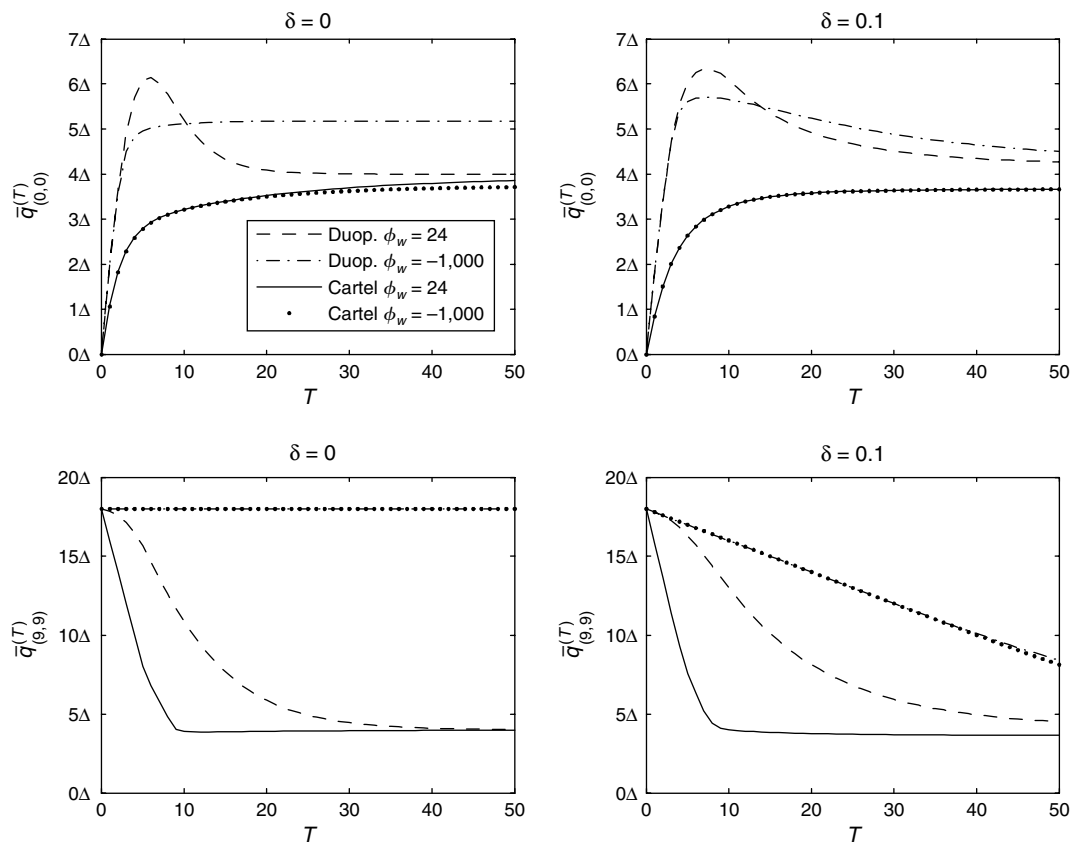 δ = 0
7Δ
6Δ
5Δ
4Δ
3Δ
2Δ
1Δ
0Δ
q̄(0,0)^(T)
0 10 20 30 40 50
T
Duop. ϕw = 24
Duop. ϕw = –1,000
Cartel ϕw = 24
Cartel ϕw = –1,000
δ = 0.1
7Δ
6Δ
5Δ
4Δ
3Δ
2Δ
1Δ
0Δ
q̄(0,0)^(T)
0 10 20 30 40 50
T
δ = 0
20Δ
15Δ
10Δ
5Δ
0Δ
q̄(9,9)^(T)
0 10 20 30 40 50
T
δ = 0.1
20Δ
15Δ
10Δ
5Δ
0Δ
q̄(9,9)^(T)
0 10 20 30 40 50
T